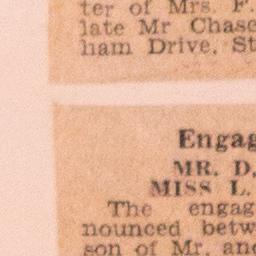 ter of Mrs. F.
late Mr Chase
ham Drive, St
Engag
MR. D.
MISS L.
The engag
nounced betw
son of Mr. and